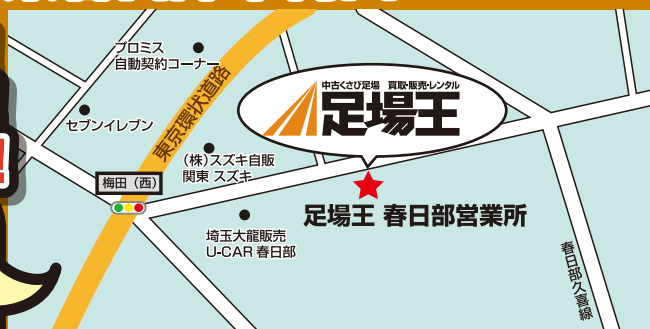 プロミス
自動契約コーナー
東京環状道路
中古くさび足場 買取・販売・レンタル
足場王
セブンイレブン
(株)スズキ自販
関東 スズキ
梅田(西)
足場王 春日部営業所
埼玉大龍販売
U-CAR 春日部
春日部久喜線
!